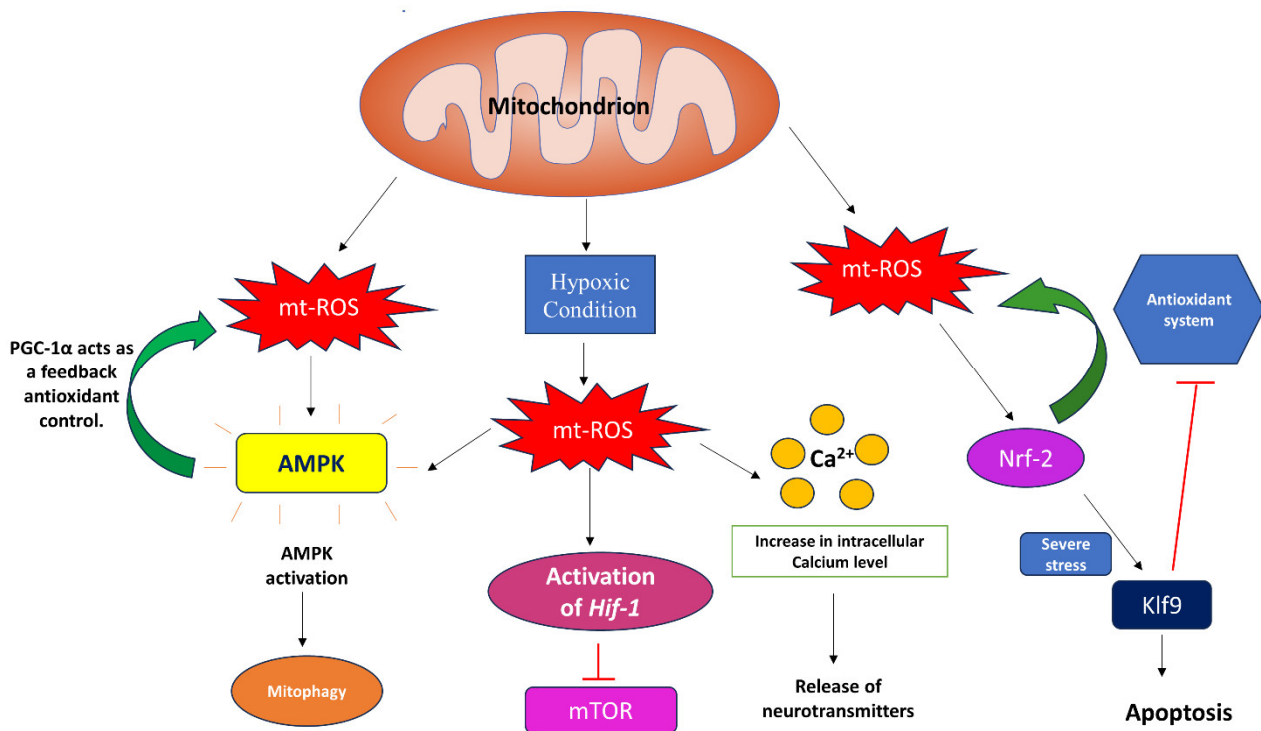 Mitochondrion
mt-ROS
Hypoxic
Condition
mt-ROS
Antioxidant
system
PGC-1α acts as
a feedback
antioxidant
control.
AMPK
mt-ROS
Ca²⁺
Nrf-2
AMPK
activation
Activation
of Hif-1
Increase in intracellular
Calcium level
Severe
stress
Klf9
Mitophagy
mTOR
Release of
neurotransmitters
Apoptosis